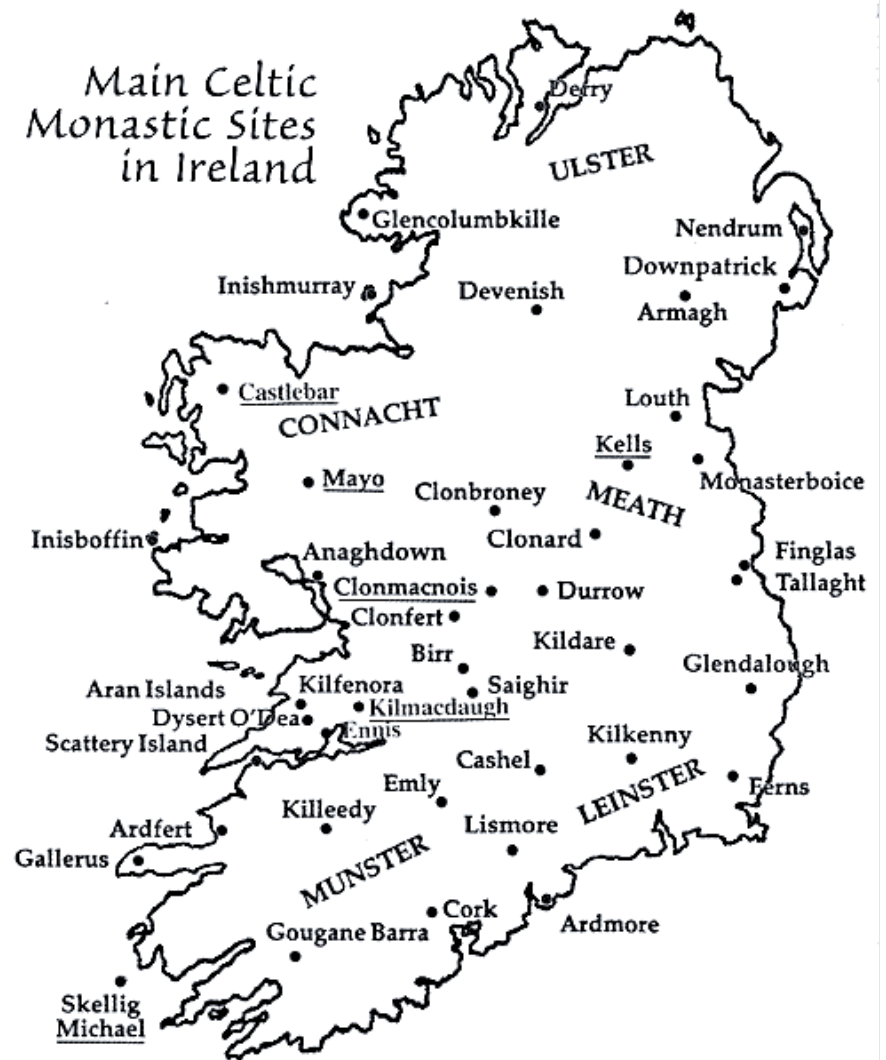 Main Celtic
Monastic Sites
in Ireland
Derry
ULSTER
Glencolumbkille
Nendrum
Downpatrick
Inishmurray
Devenish
Armagh
Castlebar
CONNACHT
Louth
Kells
Mayo
Monasterboice
Clonbroney
MEATH
Inisboffin
Clonard
Anaghdown
Finglas
Clonmacnois
Durrow
Tallaght
Clonfert
Kildare
Birr
Glendalough
Aran Islands
Kilfenora
Saighir
Dysert O'Dea
Kilmacdaugh
Scattery Island
Ennis
Kilkenny
Cashel
Emly
LEINSTER
Ferns
Killeedy
Ardfert
Lismore
Gallerus
MUNSTER
Cork
Ardmore
Gougane Barra
Skellig
Michael